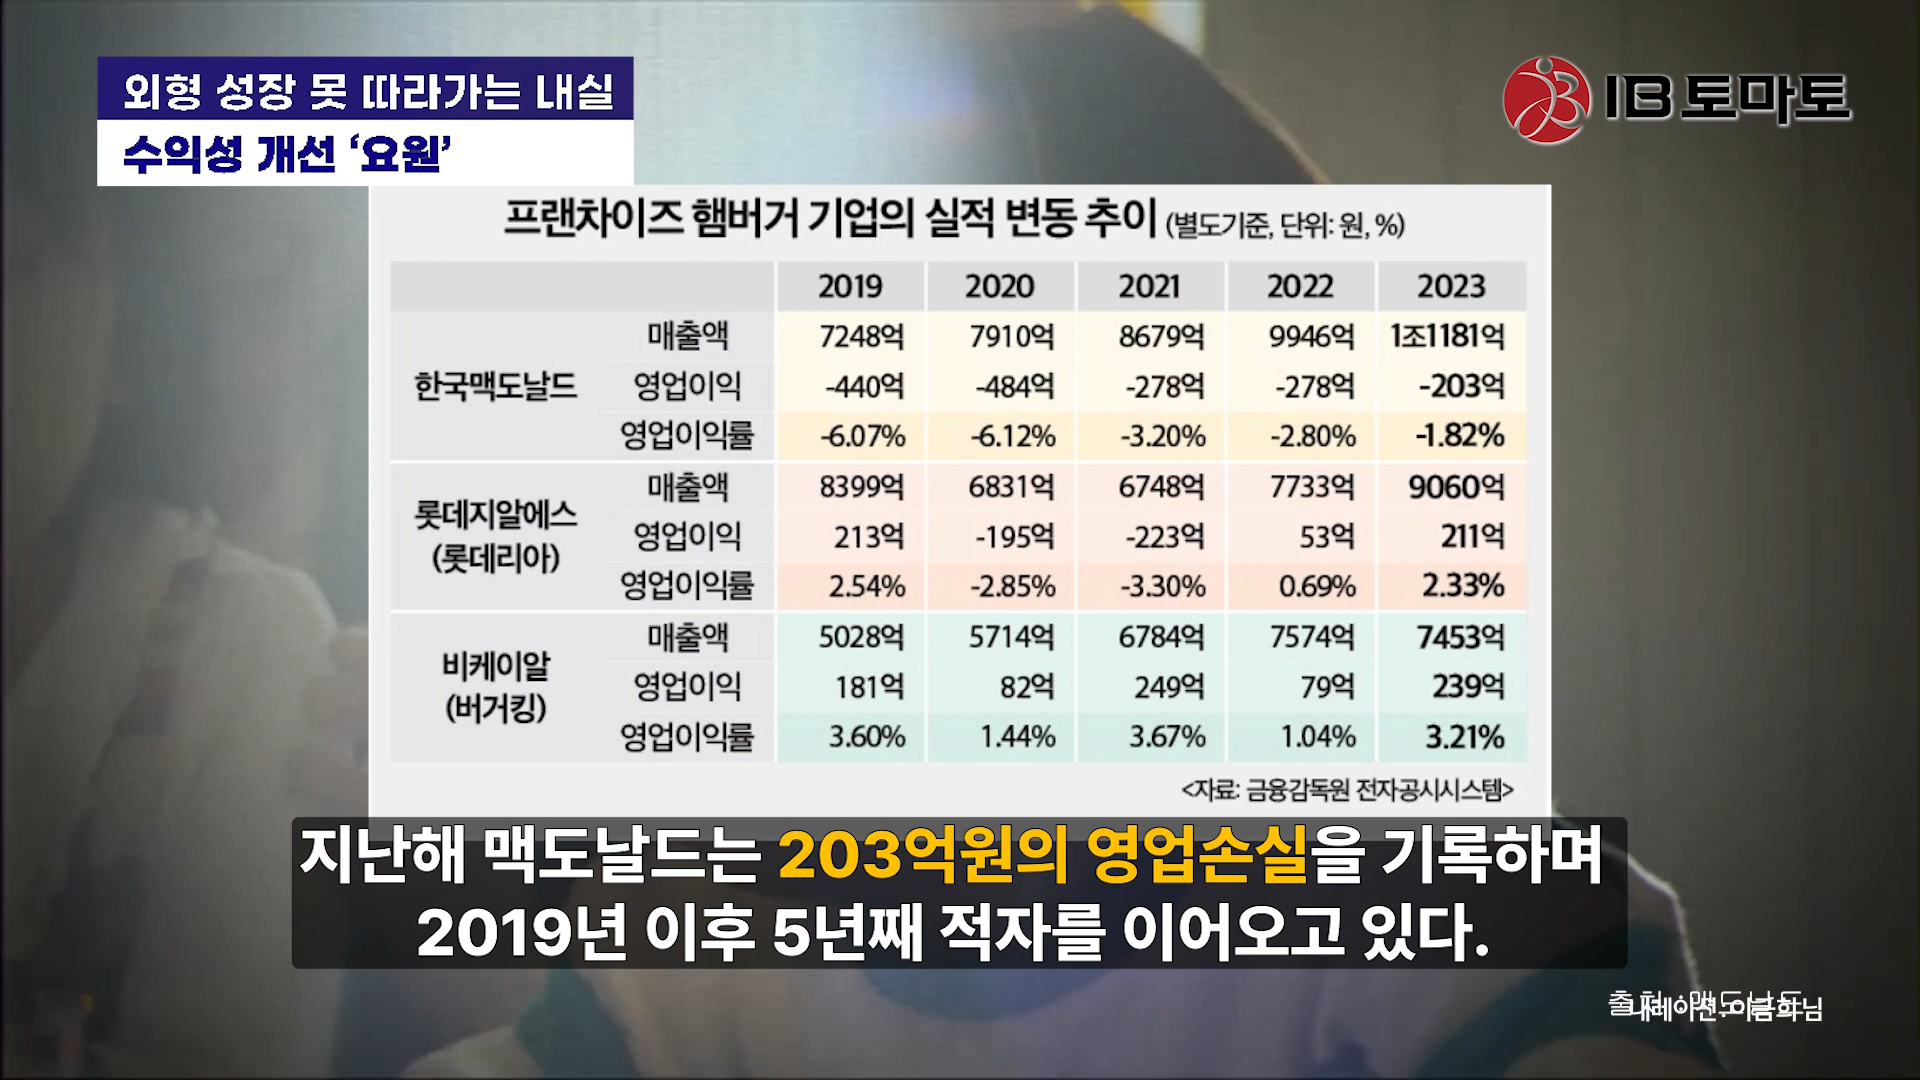 외형 성장 못 따라가는 내실
수익성 개선 ‘요원’
IB토마토
프랜차이즈 햄버거 기업의 실적 변동 추이 (별도기준, 단위: 원, %)
2019 2020 2021 2022 2023
한국맥도날드
매출액 7248억 7910억 8679억 9946억 1조1181억
영업이익 -440억 -484억 -278억 -278억 -203억
영업이익률 -6.07% -6.12% -3.20% -2.80% -1.82%
롯데지알에스
(롯데리아)
매출액 8399억 6831억 6748억 7733억 9060억
영업이익 213억 -195억 -223억 53억 211억
영업이익률 2.54% -2.85% -3.30% 0.69% 2.33%
비케이알
(버거킹)
매출액 5028억 5714억 6784억 7574억 7453억
영업이익 181억 82억 249억 79억 239억
영업이익률 3.60% 1.44% 3.67% 1.04% 3.21%
<자료: 금융감독원 전자공시시스템>
지난해 맥도날드는 203억원의 영업손실을 기록하며
2019년 이후 5년째 적자를 이어오고 있다.